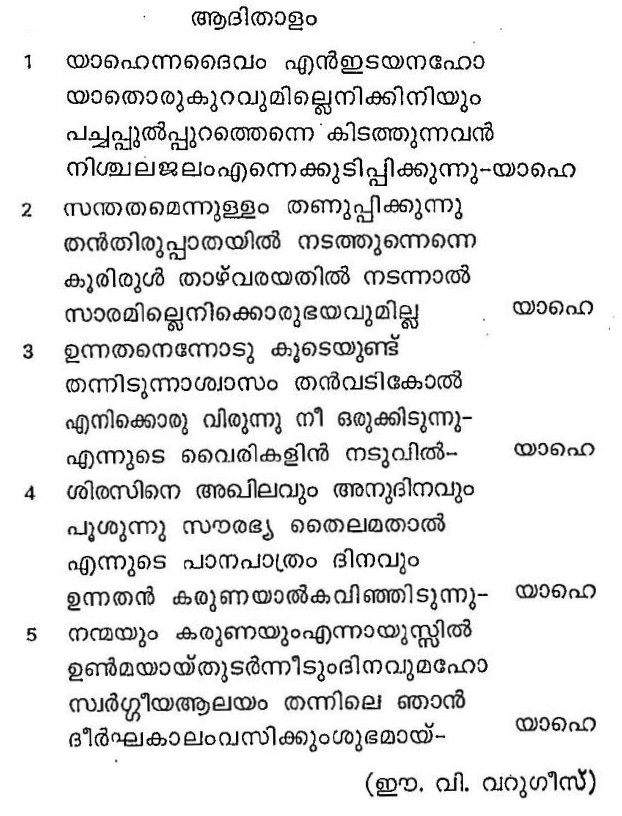 ആദിതാളം
1 യാഹെന്നദൈവം എൻഇടയനഹോ
യാതൊരുകുറവുമില്ലെനിക്കിനിയും
പച്ചപ്പുൽപ്പുറത്തെന്നെ കിടത്തുന്നവൻ
നിശ്ചലജലംഎന്നെക്കുടിപ്പിക്കുന്നു-യാഹെ
2 സന്തതമെന്നുള്ളം തണുപ്പിക്കുന്നു
തൻതിരുപ്പാതയിൽ നടത്തുന്നെന്നെ
കൂരിരുൾ താഴ്വരയതിൽ നടന്നാൽ
സാരമില്ലെനിക്കൊരുഭയവുമില്ല യാഹെ
3 ഉന്നതനെന്നോടു കൂടെയുണ്ട്
തന്നിടുന്നാശ്വാസം തൻവടികോൽ
എനിക്കൊരു വിരുന്നു നീ ഒരുക്കിടുന്നു-
എന്നുടെ വൈരികളിൻ നടുവിൽ- യാഹെ
4 ശിരസിനെ അഖിലവും അനുദിനവും
പൂശുന്നു സൗരഭ്യ തൈലമതാൽ
എന്നുടെ പാനപാത്രം ദിനവും
ഉന്നതൻ കരുണയാൽകവിഞ്ഞിടുന്നു- യാഹെ
5 നന്മയും കരുണയുംഎന്നായുസ്സിൽ
ഉൺമയായ്തുടർന്നീടുംദിനവുമഹോ
സ്വർഗ്ഗീയആലയം തന്നിലെ ഞാൻ
ദീർഘകാലംവസിക്കുംശുഭമായ്- യാഹെ
(ഈ. വി. വറുഗീസ്)